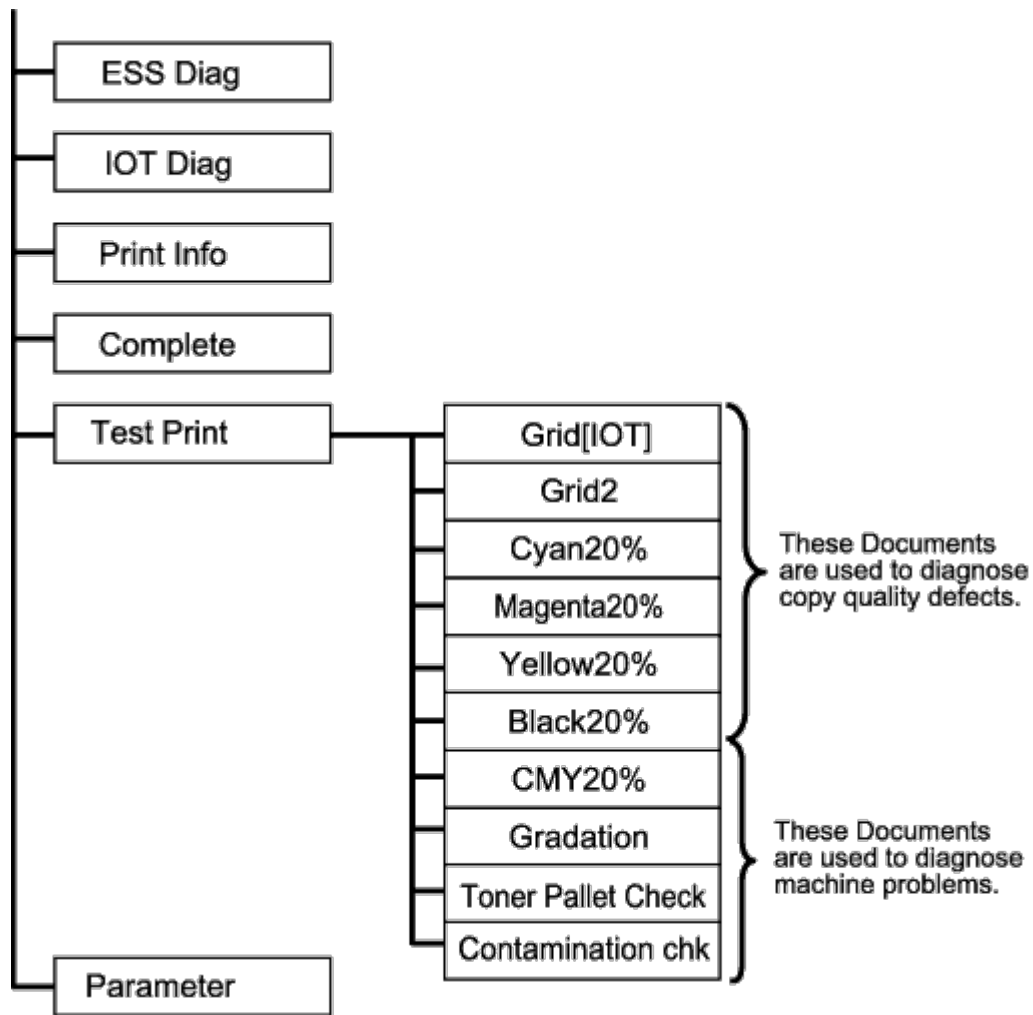 ESS Diag
IOT Diag
Print Info
Complete
Test Print
Grid[IOT]
Grid2
Cyan20%
Magenta20%
Yellow20%
Black20%
CMY20%
Gradation
Toner Pallet Check
Contamination chk
These Documents
are used to diagnose
copy quality defects.
These Documents
are used to diagnose
machine problems.
Parameter